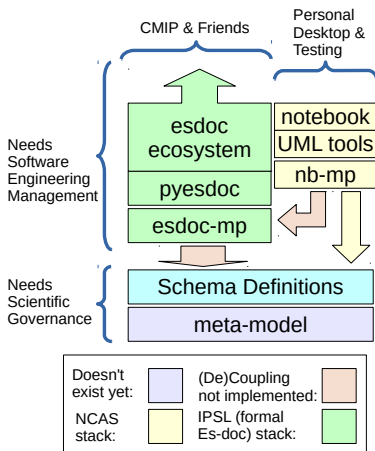 CMIP & Friends
Personal
Desktop &
Testing
Needs
Software
Engineering
Management
esdoc
ecosystem
pyesdoc
esdoc-mp
notebook
UML tools
nb-mp
Needs
Scientific
Governance
Schema Definitions
meta-model
Doesn't
exist yet:
(De)Coupling
not implemented:
NCAS
stack:
IPSL (formal
Es-doc) stack: